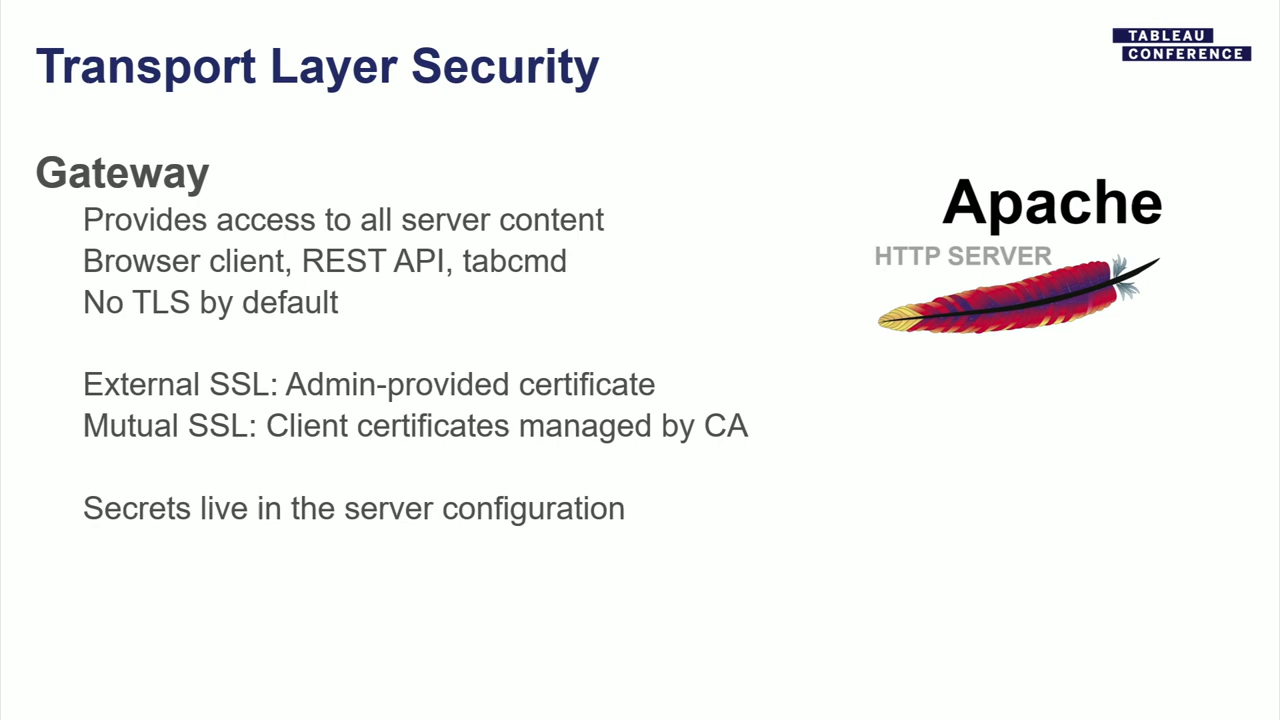 Transport Layer Security
TABLEAU
CONFERENCE
Gateway
Provides access to all server content
Browser client, REST API, tabcmd
No TLS by default
External SSL: Admin-provided certificate
Mutual SSL: Client certificates managed by CA
Secrets live in the server configuration
Apache
HTTP SERVER